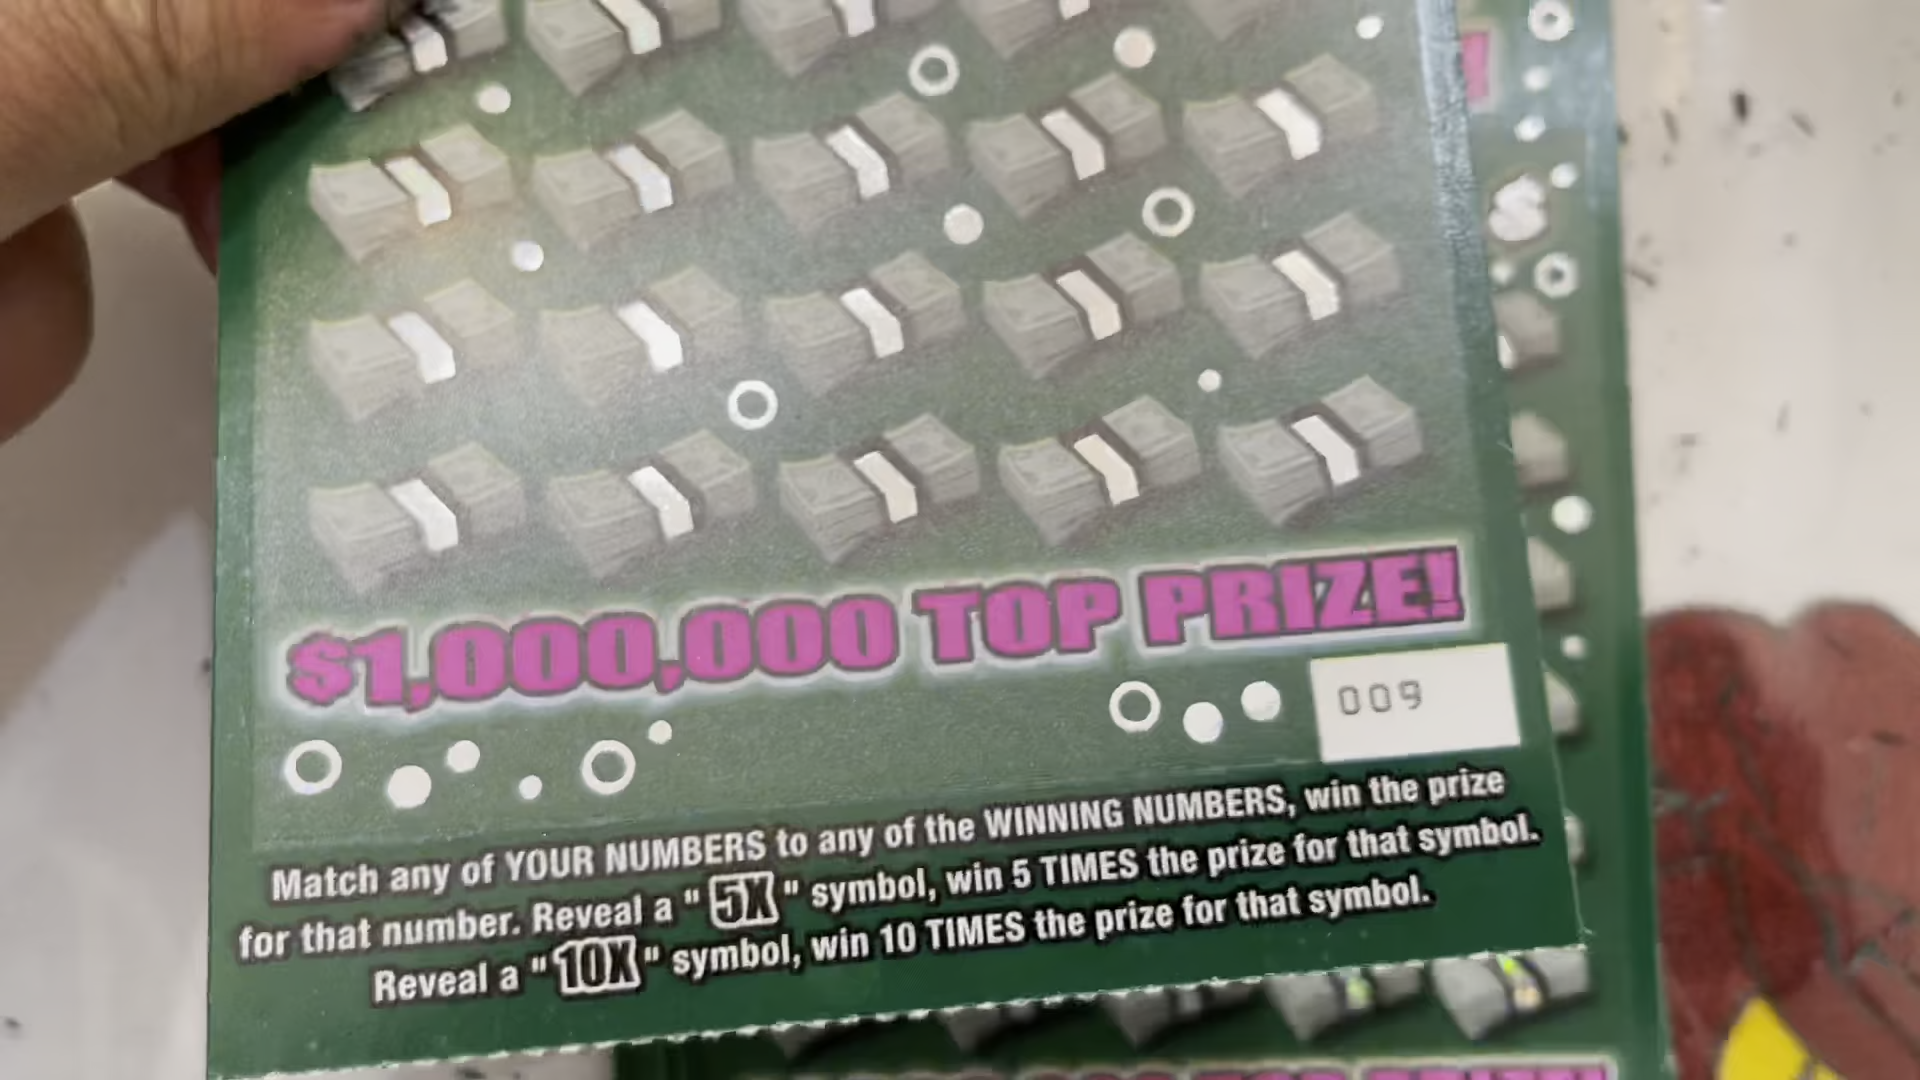 $1,000,000 TOP PRIZE!
009
Match any of YOUR NUMBERS to any of the WINNING NUMBERS, win the prize
for that number. Reveal a "5X" symbol, win 5 TIMES the prize for that symbol.
Reveal a "10X" symbol, win 10 TIMES the prize for that symbol.
TOP PRIZE!